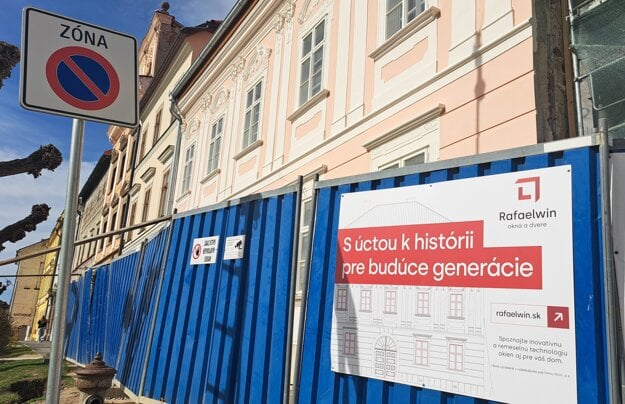 ZÓNA
Rafaelwin
okná a dvere
S úctou k histórii
pre budúce generácie
rafaelwin.sk
Spoznajte inovatívnu
a remeselnú technológiu
okien aj pre váš dom.